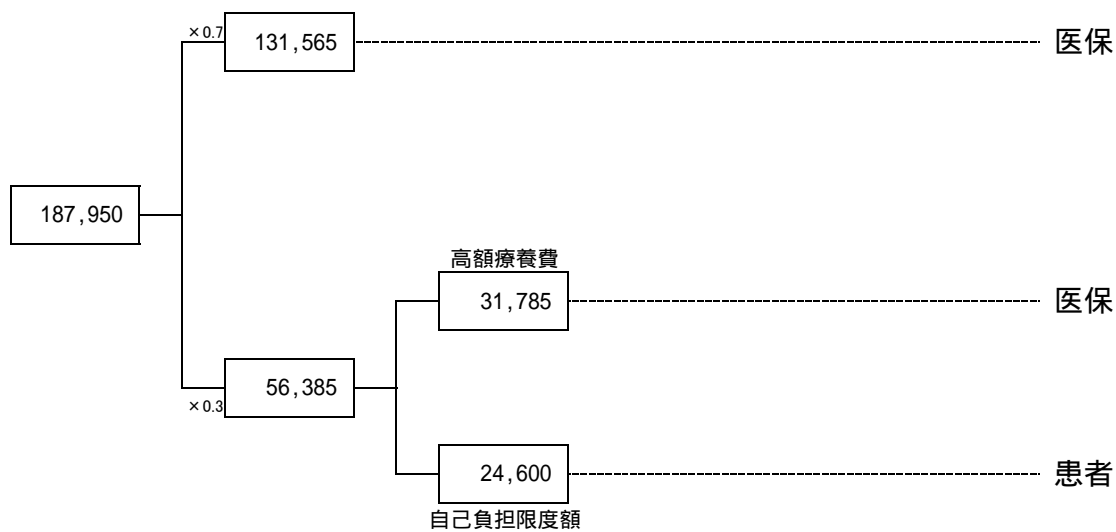 ×0.7
131,565
医保
187,950
高額療養費
31,785
医保
56,385
×0.3
24,600
患者
自己負担限度額